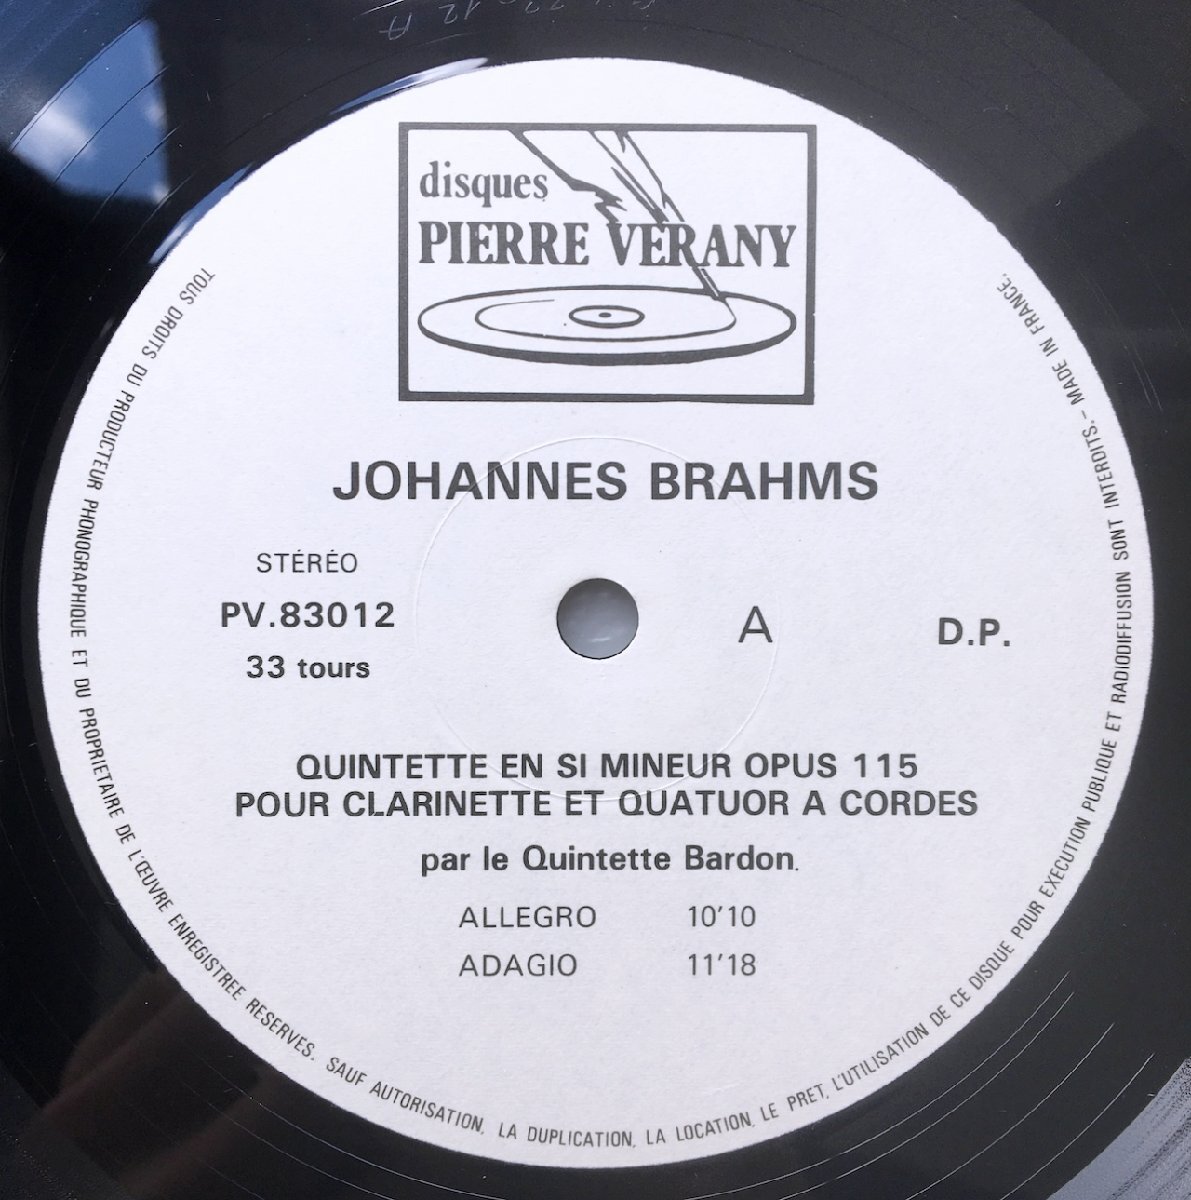 disques
PIERRE VERANY
JOHANNES BRAHMS
STÉRÉO
PV.83012
33 tours
A
D.P.
QUINTETTE EN SI MINEUR OPUS 115
POUR CLARINETTE ET QUATUOR A CORDES
par le Quintette Bardon.
ALLEGRO 10'10
ADAGIO 11'18
TOUS DROITS DU PRODUCTEUR PHONOGRAPHIQUE ET DU PROPRIETAIRE DE L'ŒUVRE ENREGISTREE RESERVES. SAUF AUTORISATION, LA DUPLICATION, LA LOCATION, LE PRET, L'UTILISATION DE CE DISQUE POUR EXECUTION PUBLIQUE ET RADIODIFFUSION SONT INTERDITS.- MADE IN FRANCE.